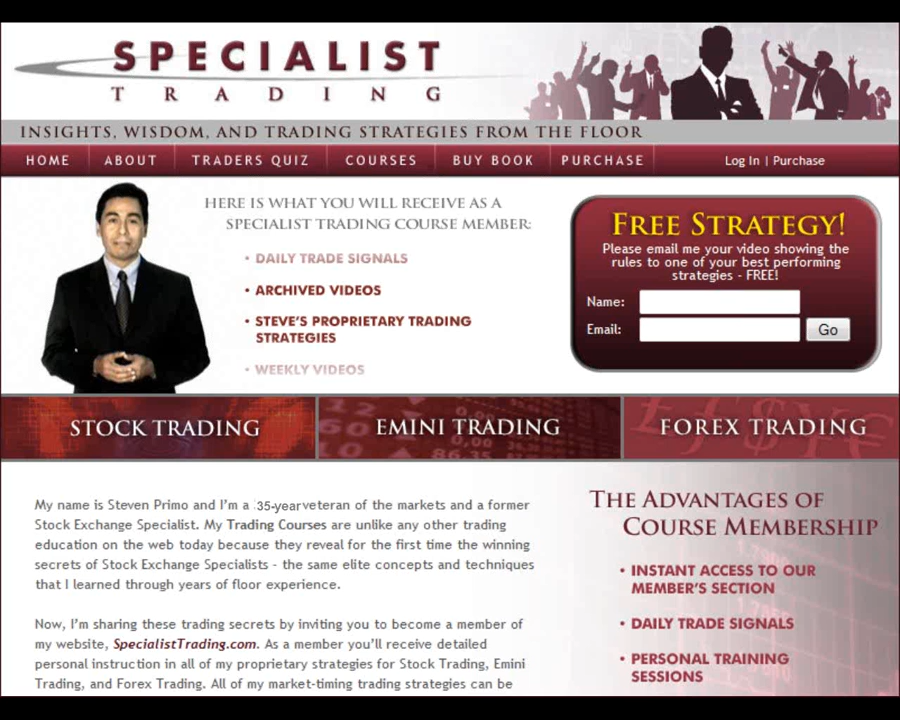 SPECIALIST
TRADING
INSIGHTS, WISDOM, AND TRADING STRATEGIES FROM THE FLOOR
HOME ABOUT TRADERS QUIZ COURSES BUY BOOK PURCHASE Log In | Purchase
HERE IS WHAT YOU WILL RECEIVE AS A
SPECIALIST TRADING COURSE MEMBER:
• DAILY TRADE SIGNALS
• ARCHIVED VIDEOS
• STEVE'S PROPRIETARY TRADING
STRATEGIES
• WEEKLY VIDEOS
FREE STRATEGY!
Please email me your video showing the
rules to one of your best performing
strategies - FREE!
Name:
Email: Go
STOCK TRADING EMINI TRADING FOREX TRADING
My name is Steven Primo and I'm a 35-year veteran of the markets and a former
Stock Exchange Specialist. My Trading Courses are unlike any other trading
education on the web today because they reveal for the first time the winning
secrets of Stock Exchange Specialists - the same elite concepts and techniques
that I learned through years of floor experience.
Now, I'm sharing these trading secrets by inviting you to become a member of
my website, SpecialistTrading.com. As a member you'll receive detailed
personal instruction in all of my proprietary strategies for Stock Trading, Emini
Trading, and Forex Trading. All of my market-timing trading strategies can be
THE ADVANTAGES OF
COURSE MEMBERSHIP
• INSTANT ACCESS TO OUR
MEMBER'S SECTION
• DAILY TRADE SIGNALS
• PERSONAL TRAINING
SESSIONS